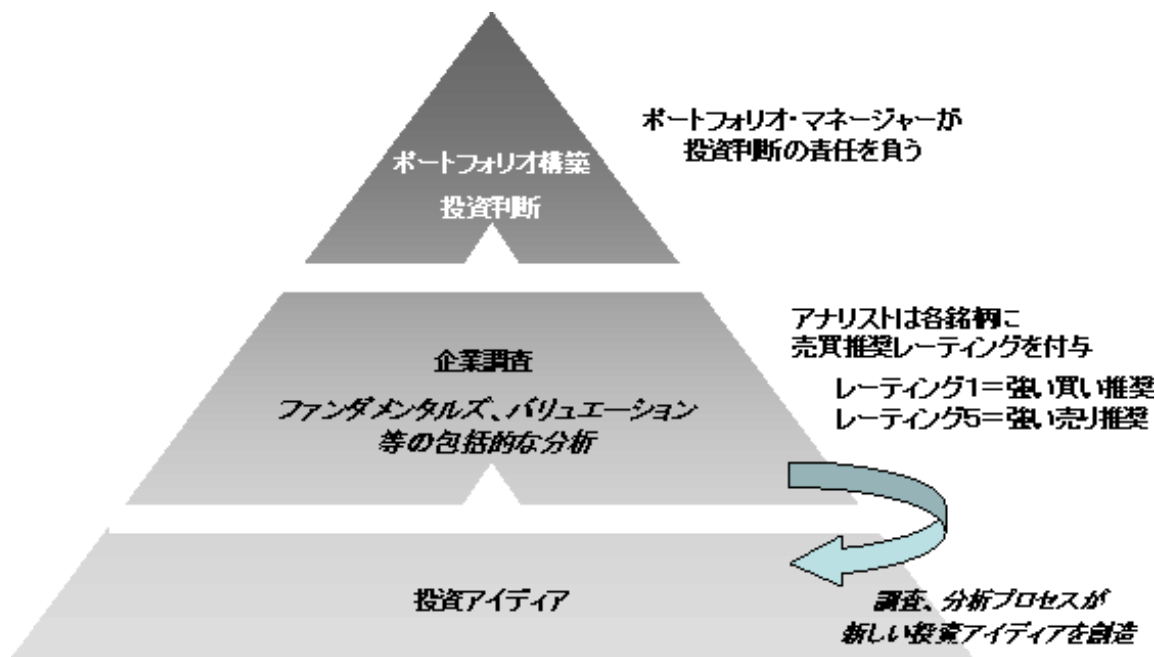 ポートフォリオ構築
投資判断
ポートフォリオ・マネージャーが
投資判断の責任を負う
企業調査
ファンダメンタルズ、バリュエーション
等の包括的な分析
アナリストは各銘柄に
売買推奨レーティングを付与
レーティング1=強い買い推奨
レーティング5=強い売り推奨
投資アイディア
調査、分析プロセスが
新しい投資アイディアを創造